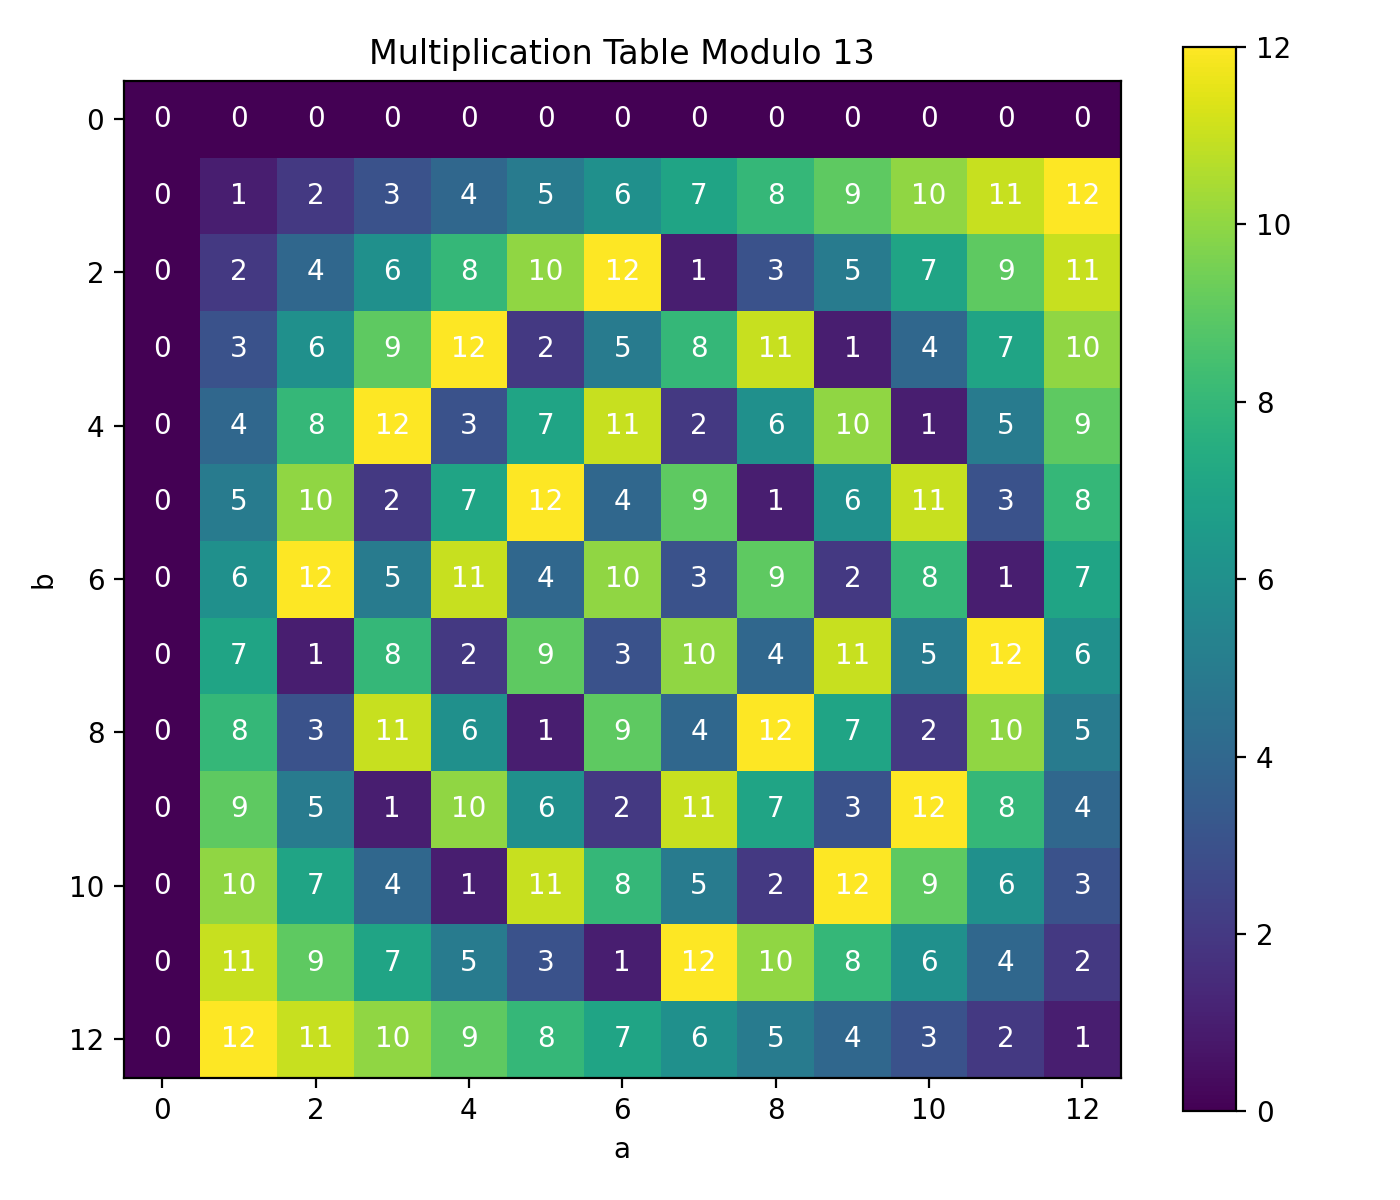 Multiplication Table Modulo 13
12
0 0 0 0 0 0 0 0 0 0 0 0 0 0
0 1 2 3 4 5 6 7 8 9 10 11 12
10
2 0 2 4 6 8 10 12 1 3 5 7 9 11
0 3 6 9 12 2 5 8 11 1 4 7 10
8
4 0 4 8 12 3 7 11 2 6 10 1 5 9
0 5 10 2 7 12 4 9 1 6 11 3 8
6
b
6 0 6 12 5 11 4 10 3 9 2 8 1 7
0 7 1 8 2 9 3 10 4 11 5 12 6
8 0 8 3 11 6 1 9 4 12 7 2 10 5
4
0 9 5 1 10 6 2 11 7 3 12 8 4
10 0 10 7 4 1 11 8 5 2 12 9 6 3
2
0 11 9 7 5 3 1 12 10 8 6 4 2
12 0 12 11 10 9 8 7 6 5 4 3 2 1
0 2 4 6 8 10 12
0
a